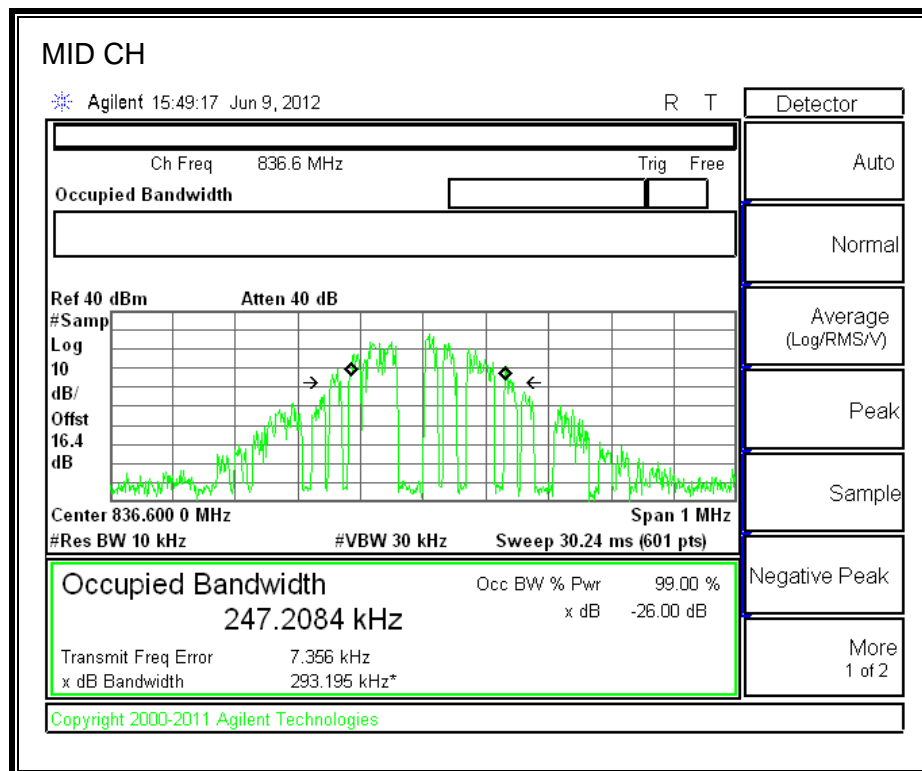 MID CH
Agilent 15:49:17 Jun 9, 2012 R T
Detector
Ch Freq 836.6 MHz Trig Free
Occupied Bandwidth
Auto
Normal
Average
(Log/RMS/V)
Peak
Sample
Negative Peak
More
1 of 2
Ref 40 dBm Atten 40 dB
#Samp
Log
10
dB/
Offst
16.4
dB
Center 836.600 0 MHz Span 1 MHz
#Res BW 10 kHz #VBW 30 kHz Sweep 30.24 ms (601 pts)
Occupied Bandwidth
247.2084 kHz
Occ BW % Pwr 99.00 %
x dB -26.00 dB
Transmit Freq Error 7.356 kHz
x dB Bandwidth 293.195 kHz*
Copyright 2000-2011 Agilent Technologies